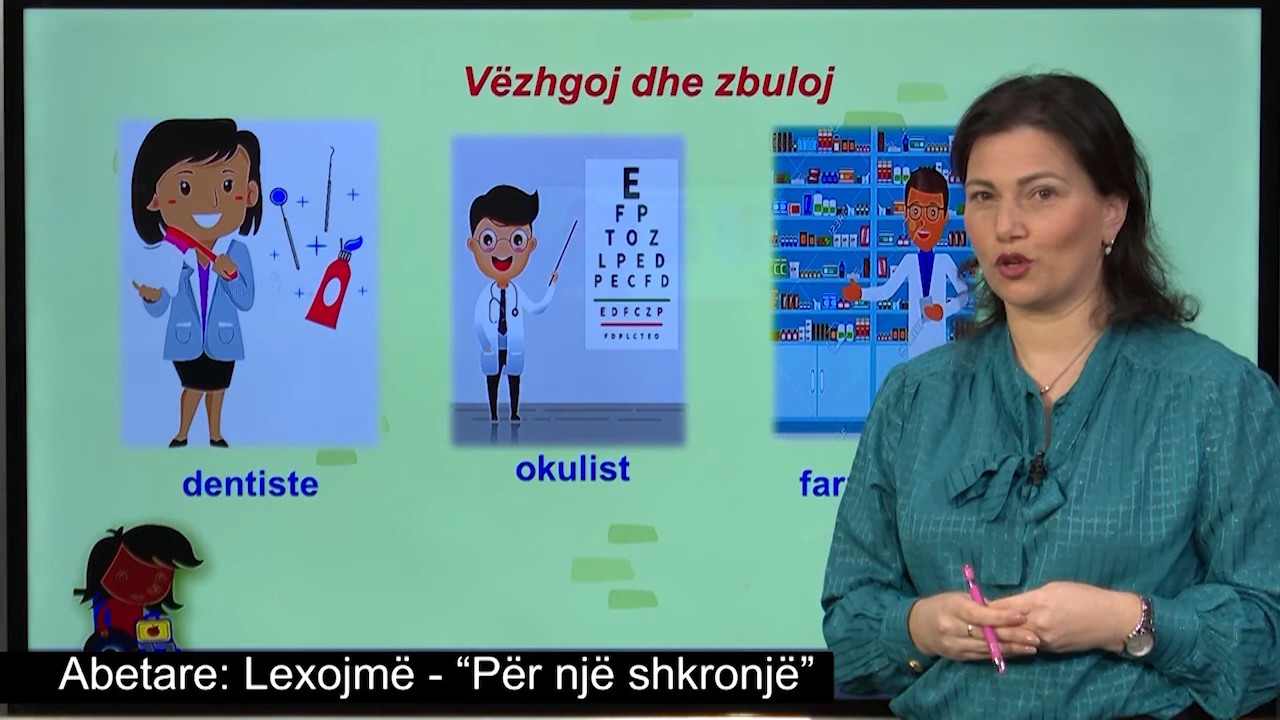 Vëzhgoj dhe zbuloj
E
F P
T O Z
L P E D
P E C F D
E D F C Z P
F D P L C T E O
dentiste
okulist
Abetare: Lexojmë - “Për një shkronjë”